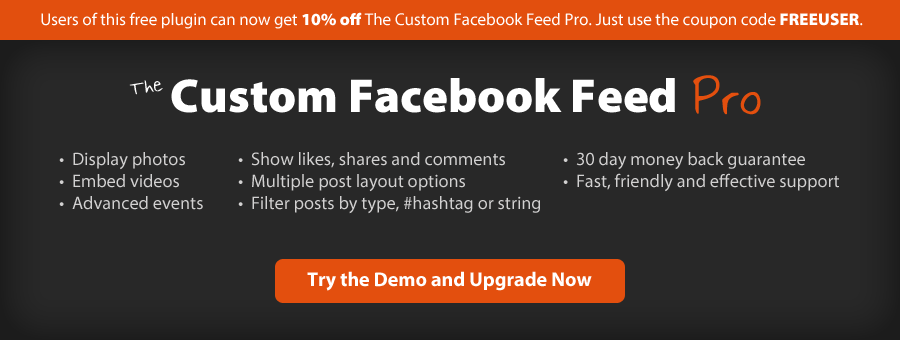 Users of this free plugin can now get 10% off The Custom Facebook Feed Pro. Just use the coupon code FREEUSER.
The Custom Facebook Feed Pro
• Display photos
• Embed videos
• Advanced events
• Show likes, shares and comments
• Multiple post layout options
• Filter posts by type, #hashtag or string
• 30 day money back guarantee
• Fast, friendly and effective support
Try the Demo and Upgrade Now